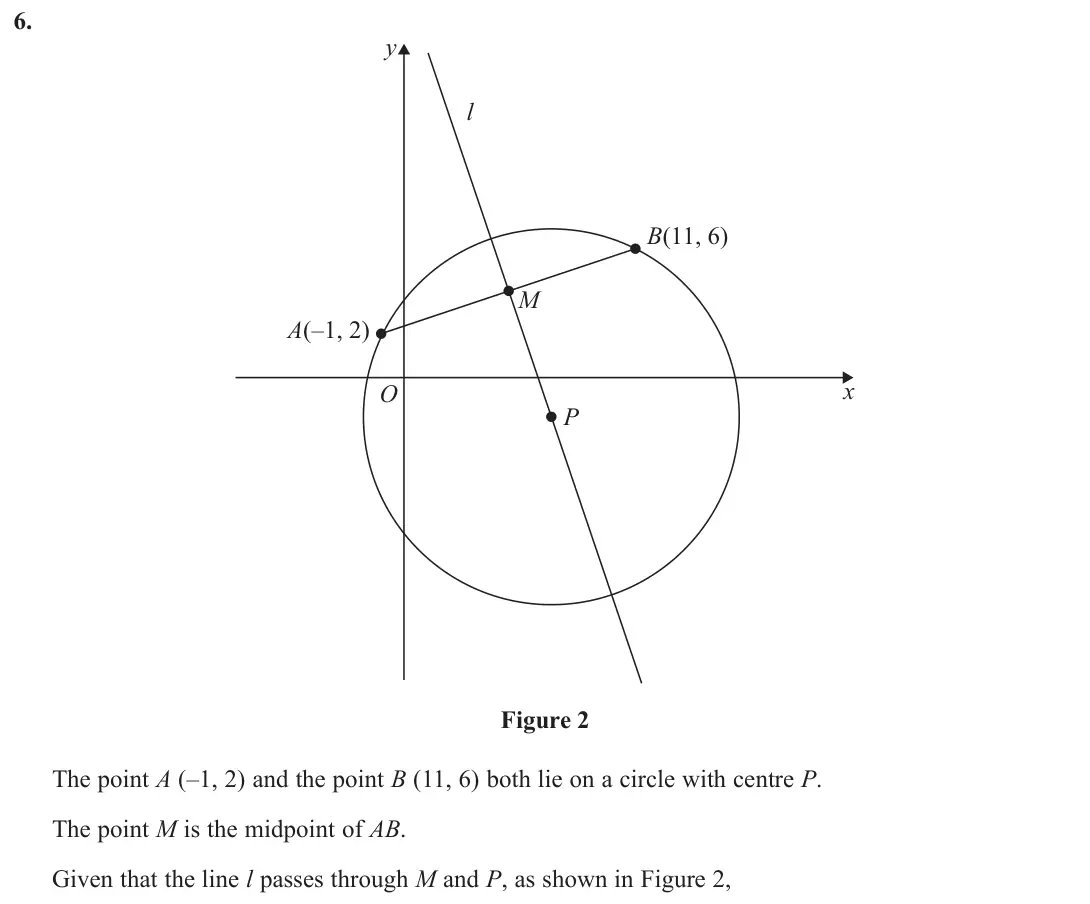 6.
y
l
B(11, 6)
M
A(–1, 2)
O
x
P
Figure 2
The point A (–1, 2) and the point B (11, 6) both lie on a circle with centre P.
The point M is the midpoint of AB.
Given that the line l passes through M and P, as shown in Figure 2,